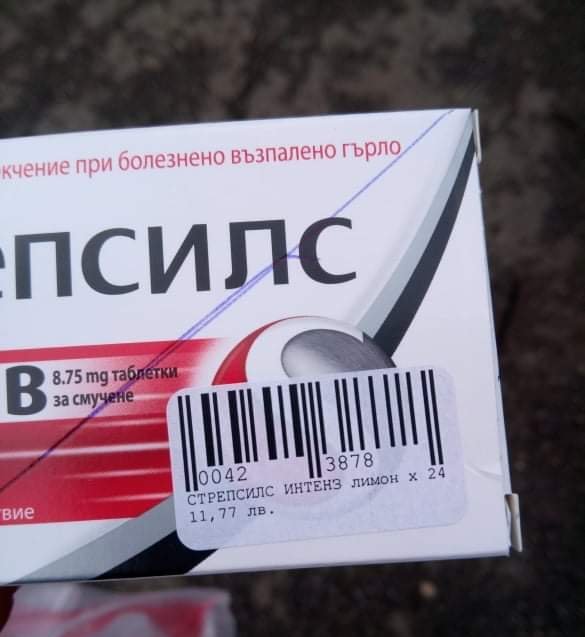 кчение при болезнено възпалено гърло
епсилс
в 8.75 mg таблетки
за смучене
0042 3878
СТРЕПСИЛС ИНТЕНЗ лимон x 24
11,77 лв.
твие